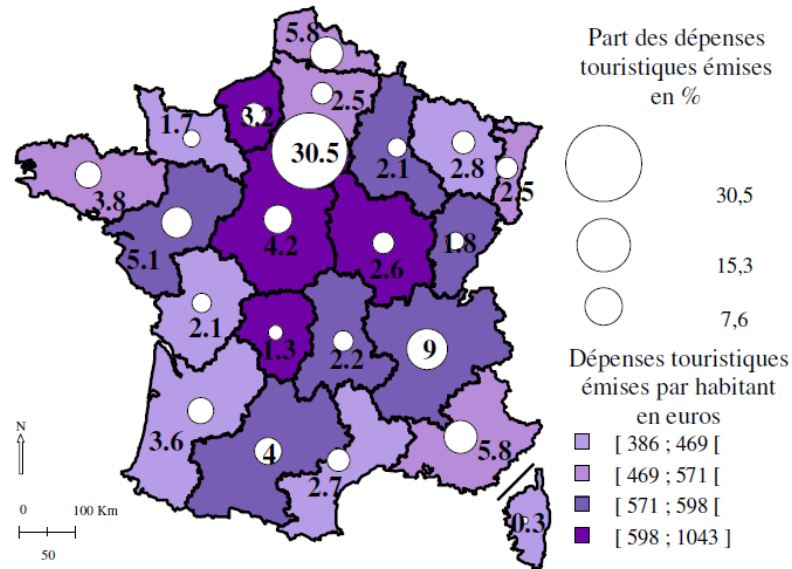 5.8
2.5
3.2
1.7
30.5
2.1
2.8
2.5
3.8
5.1
4.2
2.6
1.8
2.1
1.3
2.2
9
3.6
4
2.7
5.8
0.3
N
0 100 Km
50
Part des dépenses
touristiques émises
en %
30,5
15,3
7,6
Dépenses touristiques
émises par habitant
en euros
[ 386 ; 469 [
[ 469 ; 571 [
[ 571 ; 598 [
[ 598 ; 1043 ]